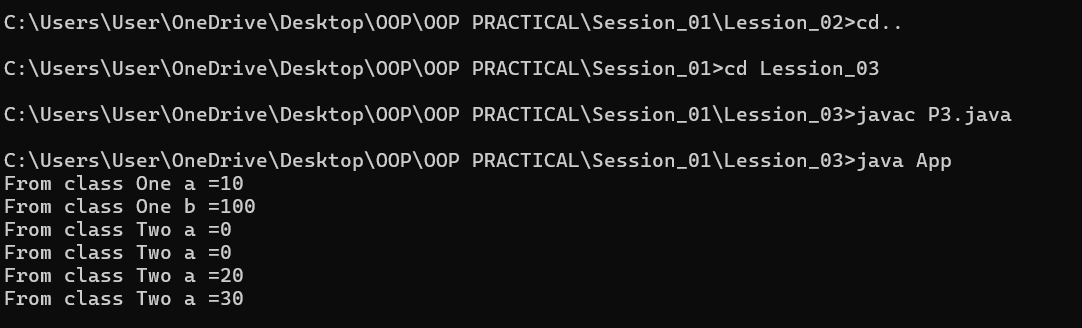 C:\Users\User\OneDrive\Desktop\OOP\OOP PRACTICAL\Session_01\Lession_02>cd..
C:\Users\User\OneDrive\Desktop\OOP\OOP PRACTICAL\Session_01>cd Lession_03
C:\Users\User\OneDrive\Desktop\OOP\OOP PRACTICAL\Session_01\Lession_03>javac P3.java
C:\Users\User\OneDrive\Desktop\OOP\OOP PRACTICAL\Session_01\Lession_03>java App
From class One a =10
From class One b =100
From class Two a =0
From class Two a =0
From class Two a =20
From class Two a =30